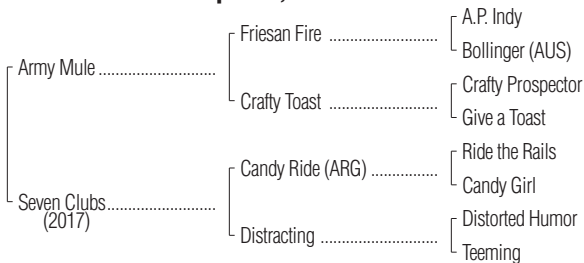 A.P. Indy
Friesan Fire ....................
Bollinger (AUS)
Army Mule ..........................
Crafty Prospector
Crafty Toast ....................
Give a Toast
Ride the Rails
Candy Ride (ARG) ................
Candy Girl
Seven Clubs........................
(2017)
Distorted Humor
Distracting ......................
Teeming